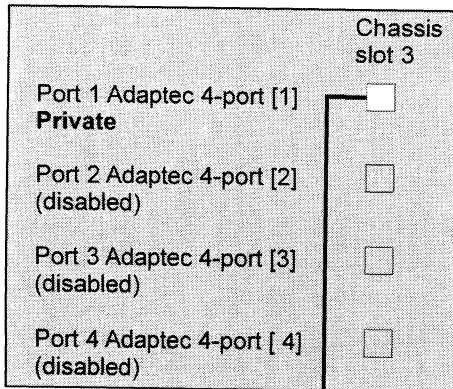 Chassis
slot 3
Port 1 Adaptec 4-port [1]
Private
Port 2 Adaptec 4-port [2]
(disabled)
Port 3 Adaptec 4-port [3]
(disabled)
Port 4 Adaptec 4-port [ 4]
(disabled)